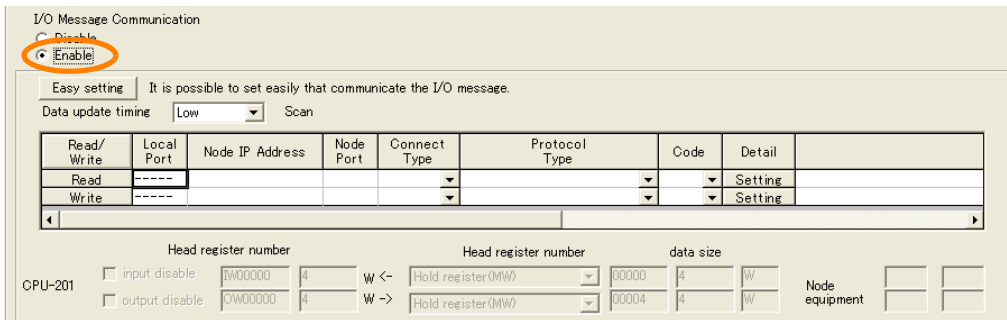 I/O Message Communication
Disable
Enable
Easy setting It is possible to set easily that communicate the I/O message.
Data update timing Low Scan
Read/ Write Local Port Node IP Address Node Port Connect Type Protocol Type Code Detail
Read ----- Setting
Write ----- Setting
Head register number Head register number data size
CPU-201 input disable IW00000 4 W <- Hold register(MW) 00000 4 W Node equipment
output disable OW00000 4 W -> Hold register(MW) 00004 4 W